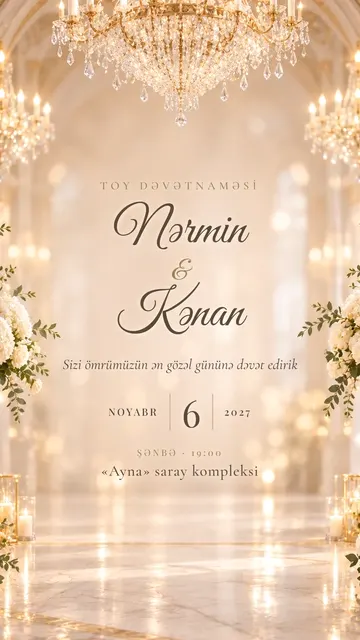 TOY DƏVƏTNAMƏSİ
Nərmin
&
Kənan
Sizi ömrümüzün ən gözəl gününə dəvət edirik
NOYABR 6 2027
ŞƏNBƏ · 19:00
«Ayna» saray kompleksi